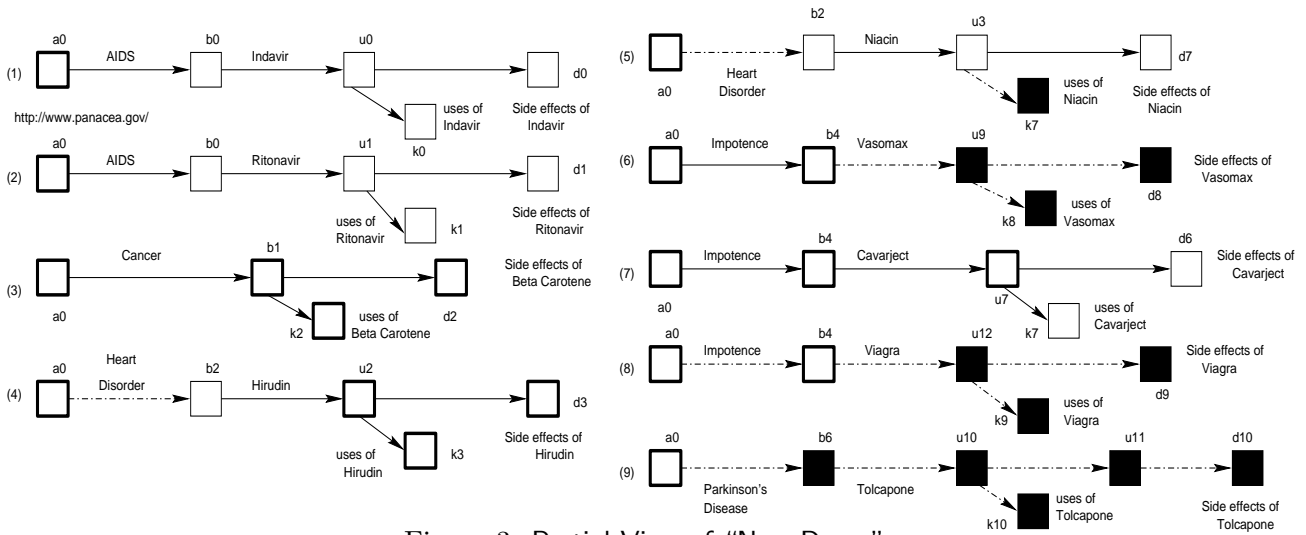 a0
b0
u0
AIDS
Indavir
(1)
d0
uses of
Indavir
k0
Side effects of
Indavir
http://www.panacea.gov/
a0
b0
u1
AIDS
Ritonavir
(2)
d1
uses of
Ritonavir
k1
Side effects of
Ritonavir
b1
Cancer
(3)
Side effects of
Beta Carotene
a0
k2
uses of
Beta Carotene
d2
Heart
Disorder
a0
b2
u2
Hirudin
(4)
d3
uses of
Hirudin
k3
Side effects of
Hirudin
b2
u3
Niacin
(5)
d7
Heart
Disorder
a0
uses of
Niacin
k7
Side effects of
Niacin
a0
b4
u9
Impotence
Vasomax
(6)
Side effects of
Vasomax
k8
uses of
Vasomax
d8
b4
d6
Impotence
Cavarject
(7)
Side effects of
Cavarject
a0
u7
k7
uses of
Cavarject
a0
b4
u12
Impotence
Viagra
(8)
Side effects of
Viagra
k9
uses of
Viagra
d9
a0
b6
u10
u11
d10
(9)
Parkinson's
Disease
Tolcapone
k10
uses of
Tolcapone
Side effects of
Tolcapone